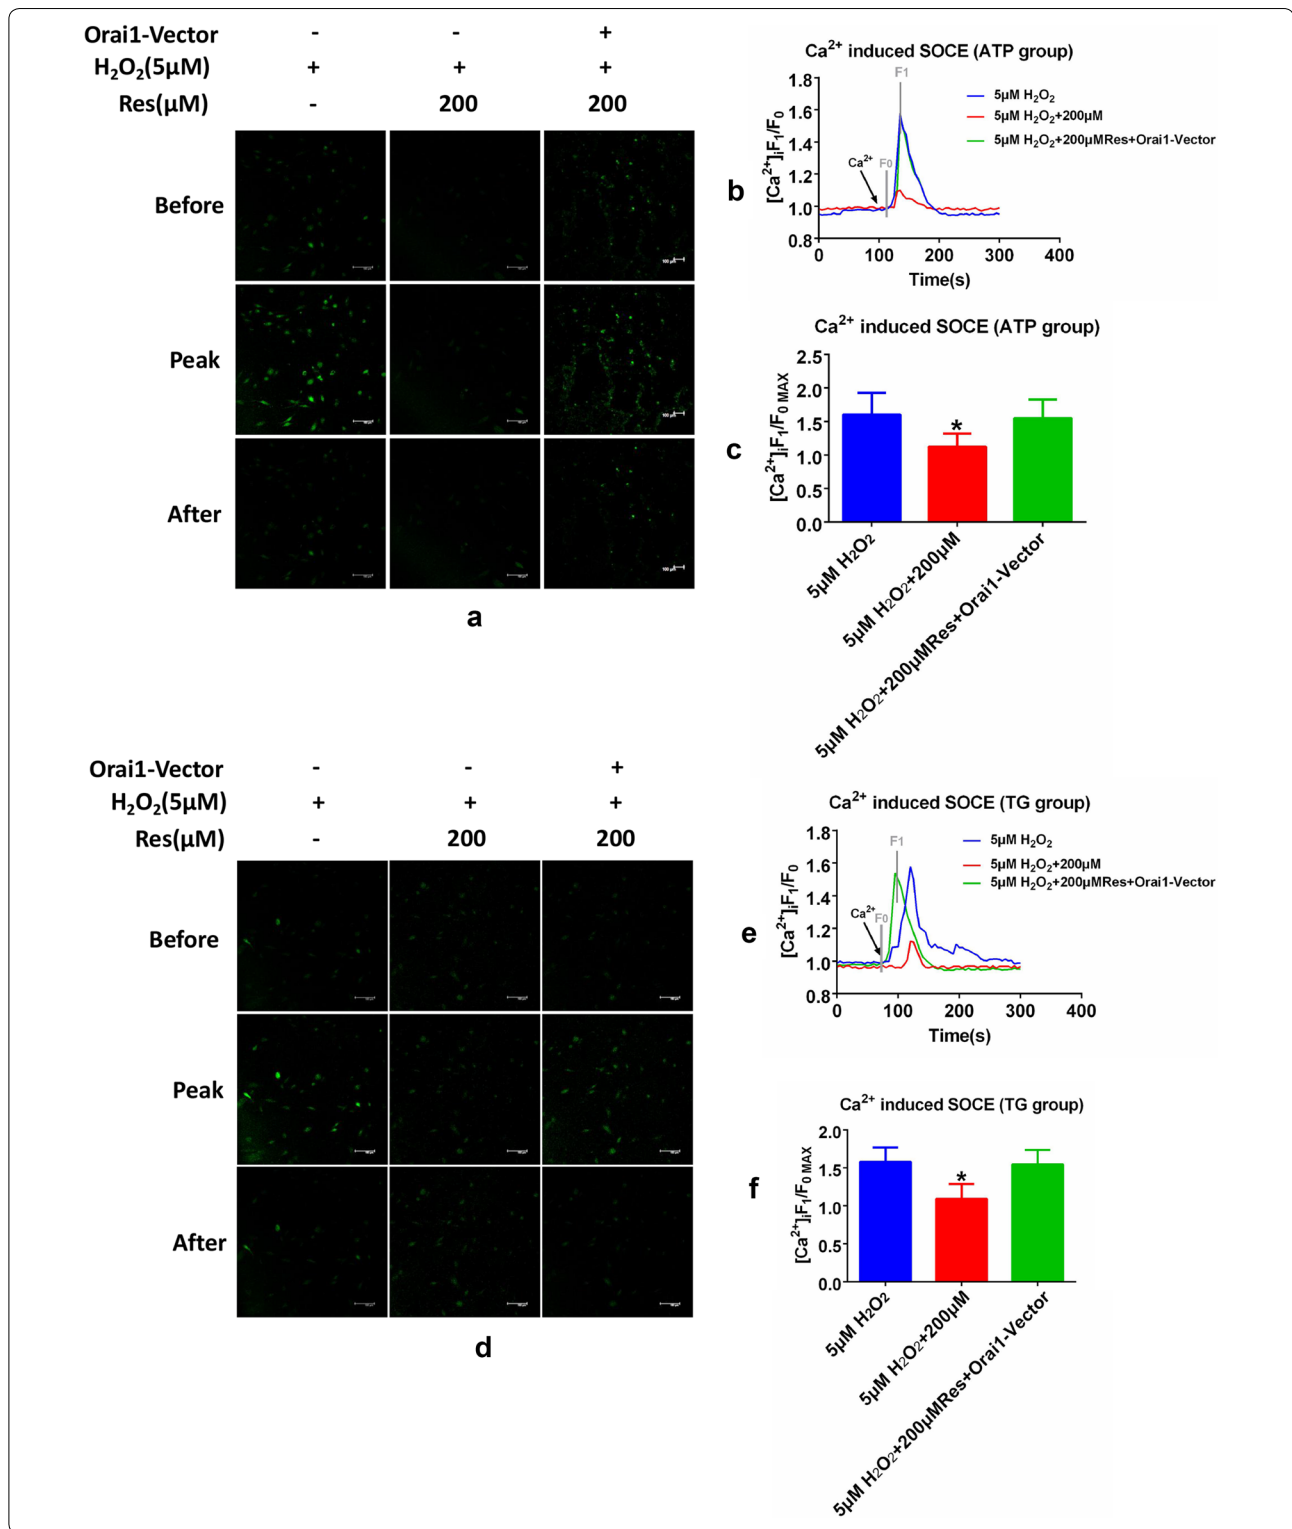 Orai1-Vector - - +
H₂O₂(5μM) + + +
Res(μM) - 200 200
Before
Peak
After
100 μm
100 μm
100 μm
a
Ca²⁺ induced SOCE (ATP group)
[Ca²⁺]ᵢF₁/F₀
1.8
1.6
1.4
1.2
1.0
0.8
0 100 200 300 400
Time(s)
F1
Ca²⁺
F0
5μM H₂O₂
5μM H₂O₂+200μM
5μM H₂O₂+200μMRes+Orai1-Vector
b
Ca²⁺ induced SOCE (ATP group)
[Ca²⁺]ᵢF₁/F₀ MAX
2.5
2.0
1.5
1.0
0.5
0.0
*
5μM H₂O₂
5μM H₂O₂+200μM
5μM H₂O₂+200μMRes+Orai1-Vector
c
Orai1-Vector - - +
H₂O₂(5μM) + + +
Res(μM) - 200 200
Before
Peak
After
d
Ca²⁺ induced SOCE (TG group)
[Ca²⁺]ᵢF₁/F₀
1.8
1.6
1.4
1.2
1.0
0.8
0 100 200 300 400
Time(s)
F1
Ca²⁺
F0
5μM H₂O₂
5μM H₂O₂+200μM
5μM H₂O₂+200μMRes+Orai1-Vector
e
Ca²⁺ induced SOCE (TG group)
[Ca²⁺]ᵢF₁/F₀ MAX
2.0
1.5
1.0
0.5
0.0
*
5μM H₂O₂
5μM H₂O₂+200μM
5μM H₂O₂+200μMRes+Orai1-Vector
f